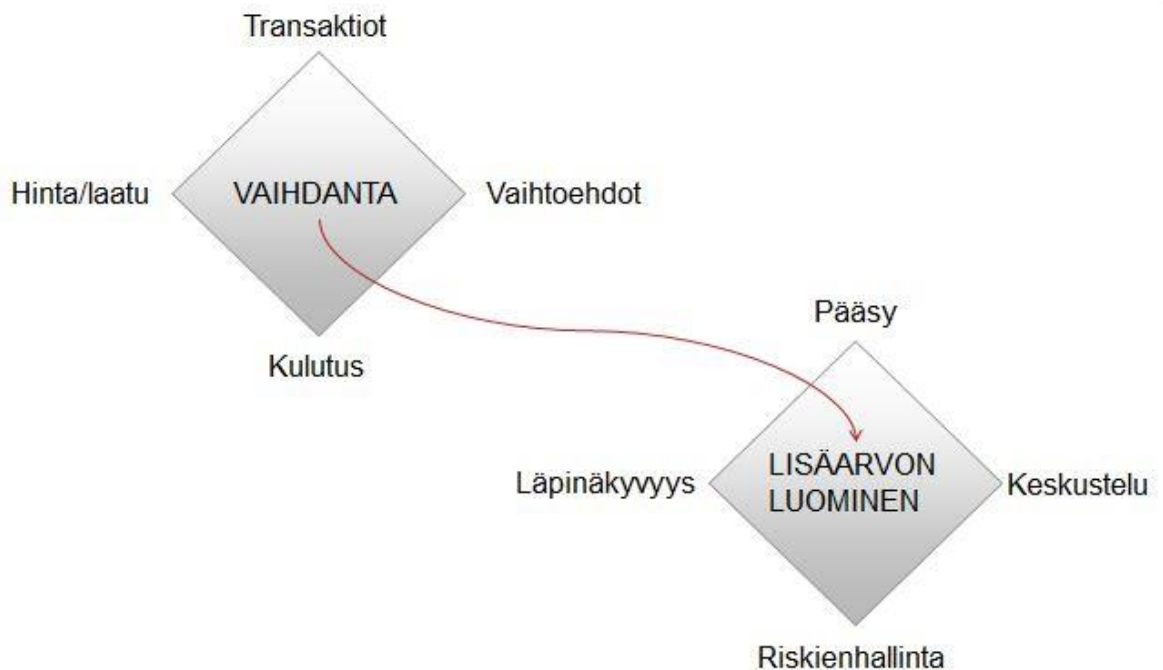 Transaktiot
Hinta/laatu
VAIHDANTA
Vaihtoehdot
Kulutus
Pääsy
Läpinäkyvyys
LISÄARVON
LUOMINEN
Keskustelu
Riskienhallinta